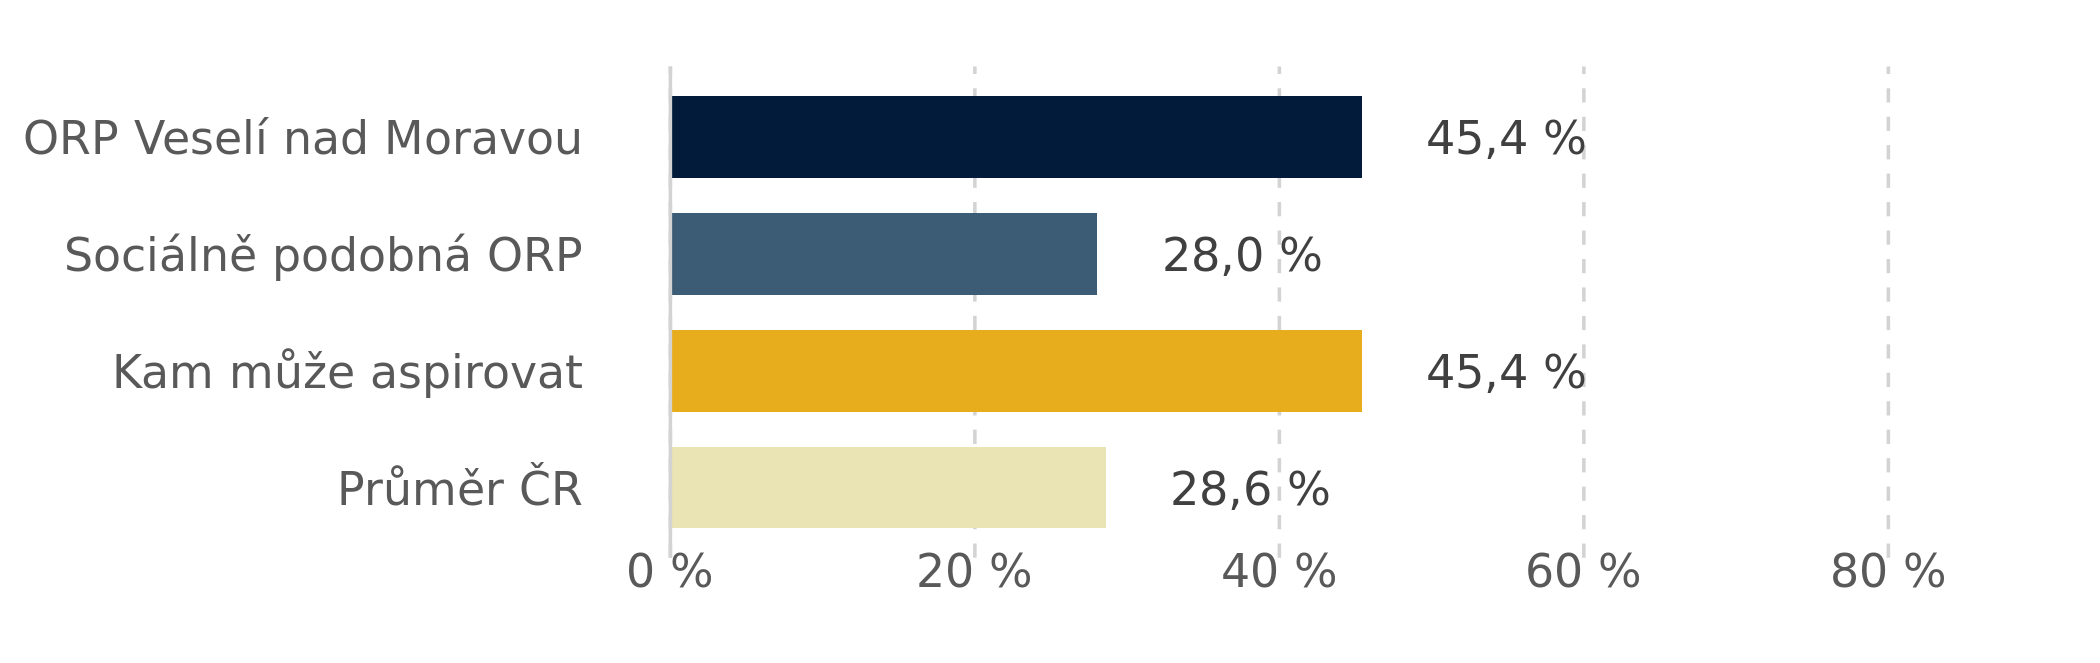 ORP Veselí nad Moravou 45,4 %
Sociálně podobná ORP 28,0 %
Kam může aspirovat 45,4 %
Průměr ČR 28,6 %
0 % 20 % 40 % 60 % 80 %